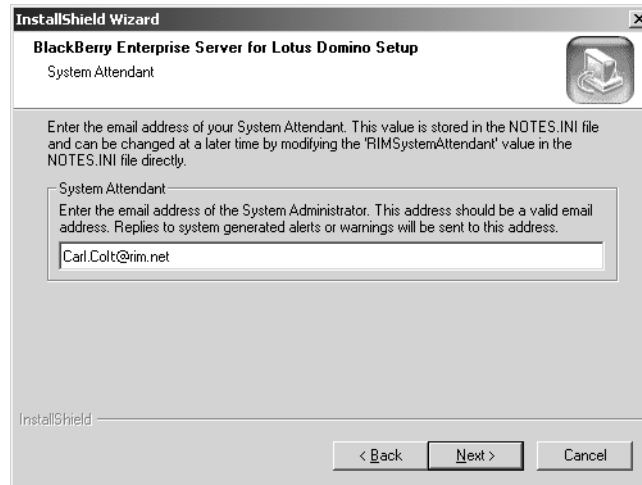 InstallShield Wizard
BlackBerry Enterprise Server for Lotus Domino Setup
System Attendant
Enter the email address of your System Attendant. This value is stored in the NOTES.INI file
and can be changed at a later time by modifying the 'RIMSystemAttendant' value in the
NOTES.INI file directly.
System Attendant
Enter the email address of the System Administrator. This address should be a valid email
address. Replies to system generated alerts or warnings will be sent to this address.
Carl.Colt@rim.net
InstallShield
< Back Next > Cancel